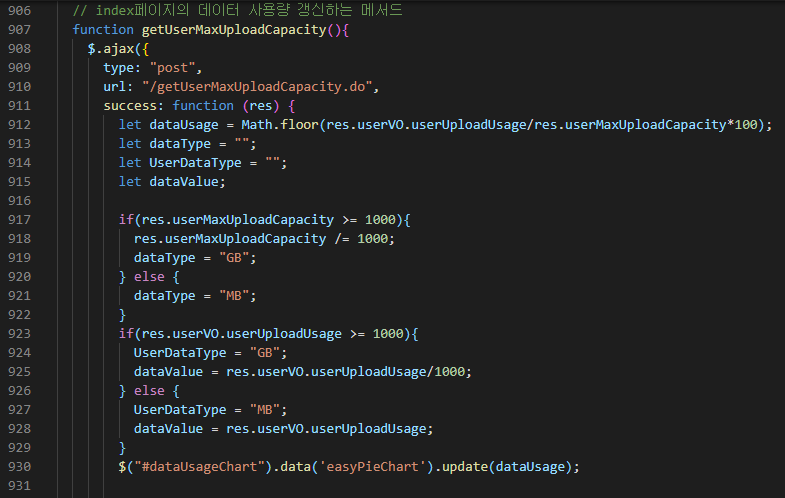 906 // index페이지의 데이터 사용량 갱신하는 메서드
907 function getUserMaxUploadCapacity(){
908 $.ajax({
909 type: "post",
910 url: "/getUserMaxUploadCapacity.do",
911 success: function (res) {
912 let dataUsage = Math.floor(res.userVO.userUploadUsage/res.userMaxUploadCapacity*100);
913 let dataType = "";
914 let UserDataType = "";
915 let dataValue;
916
917 if(res.userMaxUploadCapacity >= 1000){
918 res.userMaxUploadCapacity /= 1000;
919 dataType = "GB";
920 } else {
921 dataType = "MB";
922 }
923 if(res.userVO.userUploadUsage >= 1000){
924 UserDataType = "GB";
925 dataValue = res.userVO.userUploadUsage/1000;
926 } else {
927 UserDataType = "MB";
928 dataValue = res.userVO.userUploadUsage;
929 }
930 $("#dataUsageChart").data('easyPieChart').update(dataUsage);
931